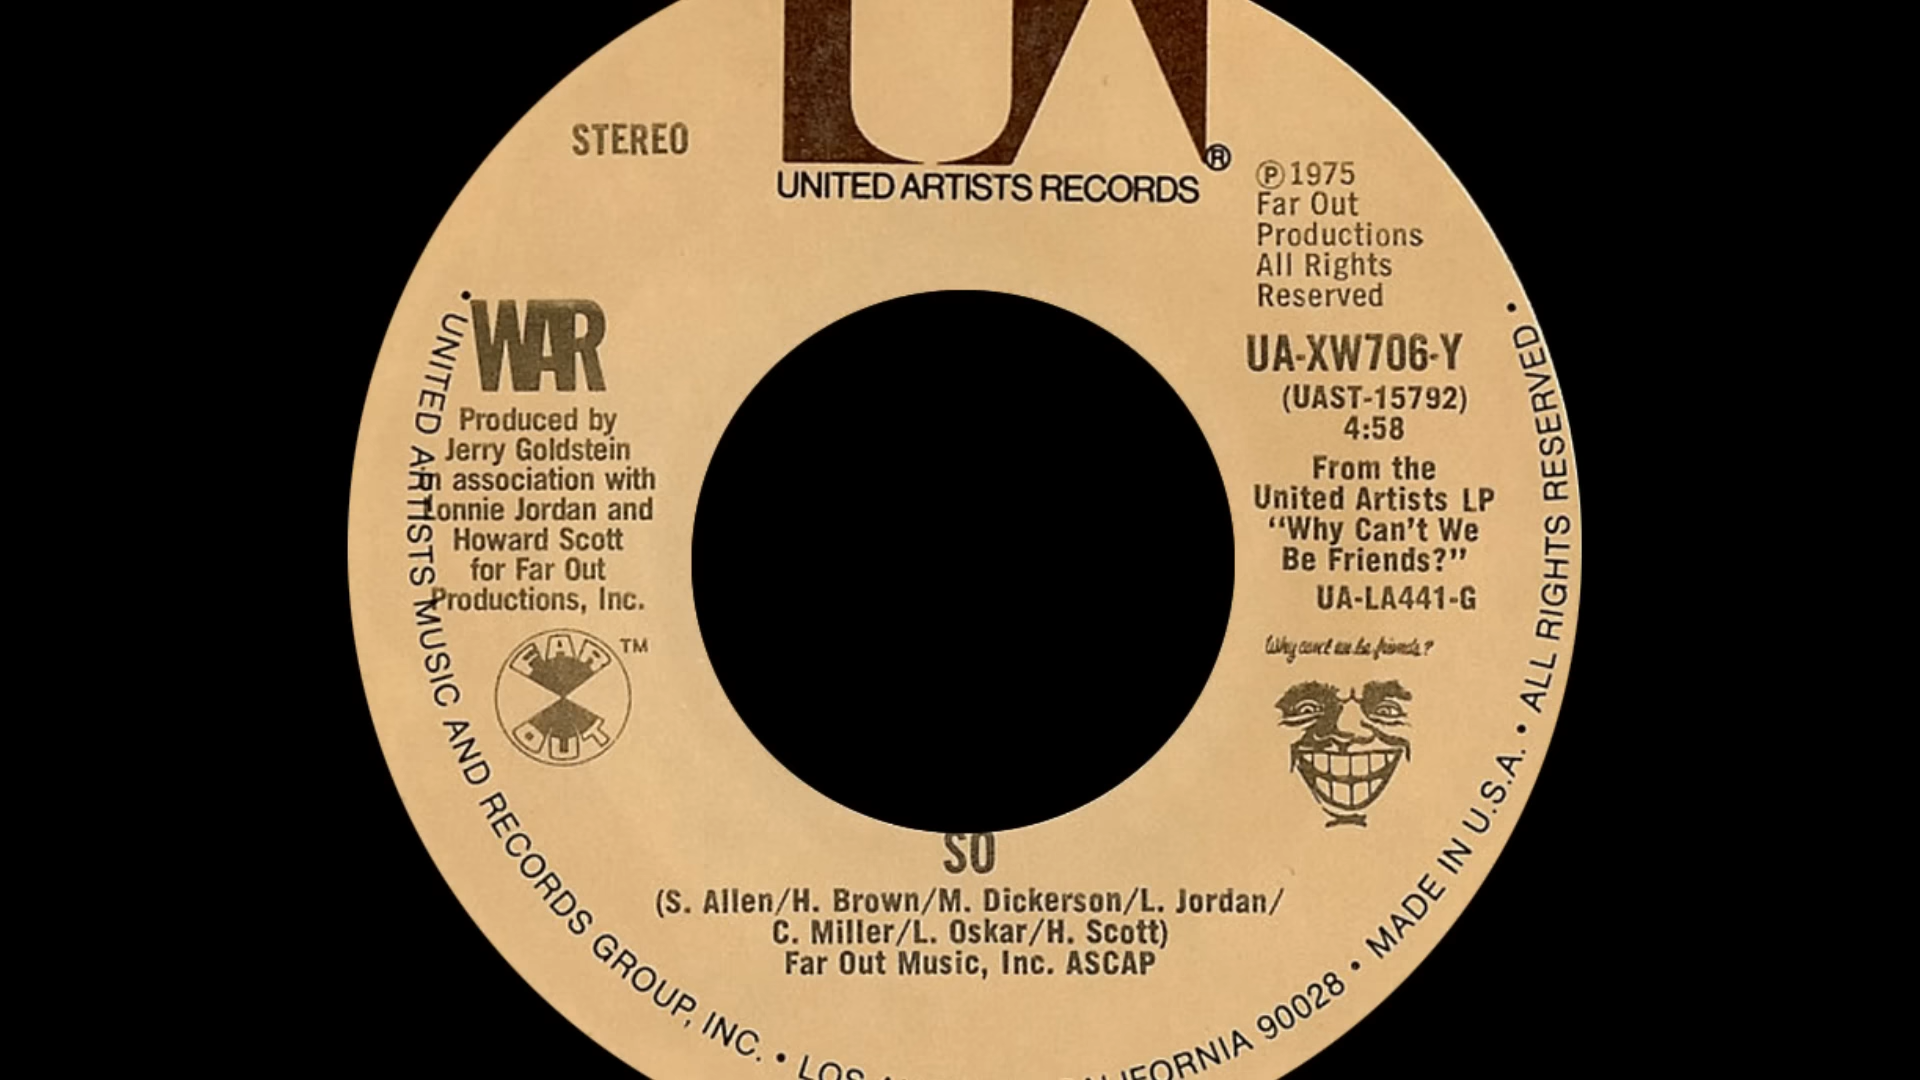 UA®
UNITED ARTISTS RECORDS
STEREO
℗ 1975
Far Out
Productions
All Rights
Reserved
WAR
Produced by
Jerry Goldstein
in association with
Lonnie Jordan and
Howard Scott
for Far Out
Productions, Inc.
FAR OUT ™
UA-XW706-Y
(UAST-15792)
4:58
From the
United Artists LP
“Why Can’t We
Be Friends?”
UA-LA441-G
Why can't we be friends?
SO
(S. Allen/H. Brown/M. Dickerson/L. Jordan/
C. Miller/L. Oskar/H. Scott)
Far Out Music, Inc. ASCAP
• UNITED ARTISTS MUSIC AND RECORDS GROUP, INC. • LOS CALIFORNIA 90028 • MADE IN U.S.A. • ALL RIGHTS RESERVED •